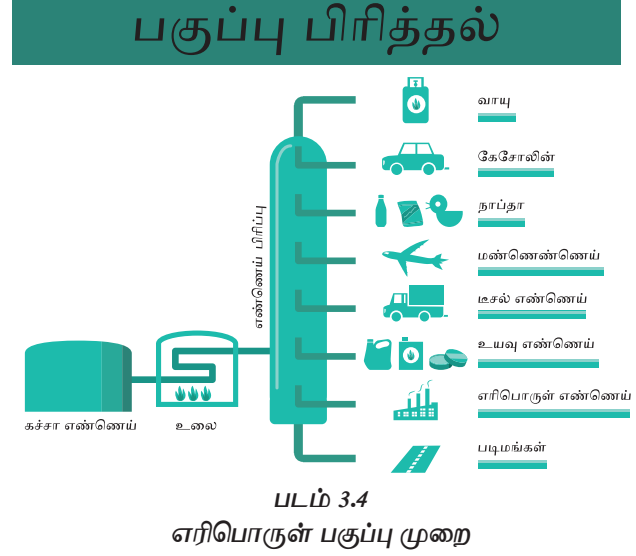 பகுப்பு பிரித்தல்
வாயு
கேசோலின்
நாப்தா
மண்ணெண்ணெய்
டீசல் எண்ணெய்
உயவு எண்ணெய்
எரிபொருள் எண்ணெய்
படிமங்கள்
எண்ணெய் பிரிப்பு
கச்சா எண்ணெய்
உலை
படம் 3.4
எரிபொருள் பகுப்பு முறை